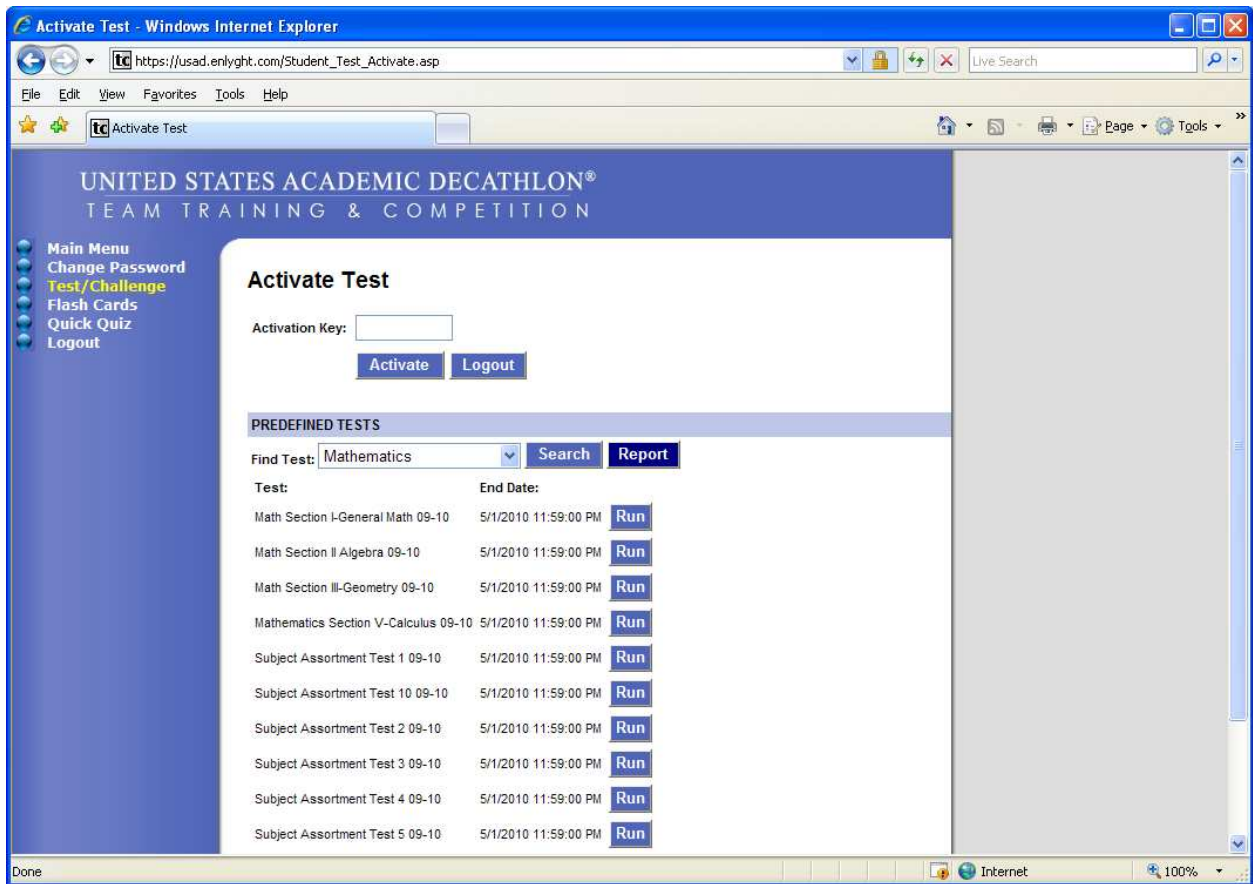 Activate Test - Windows Internet Explorer
https://usad.enlyght.com/Student_Test_Activate.asp
Live Search
File Edit View Favorites Tools Help
tc Activate Test
Page Tools
UNITED STATES ACADEMIC DECATHLON®
TEAM TRAINING & COMPETITION
Main Menu
Change Password
Test/Challenge
Flash Cards
Quick Quiz
Logout
Activate Test
Activation Key:
Activate Logout
PREDEFINED TESTS
Find Test: Mathematics Search Report
Test: End Date:
Math Section I-General Math 09-10 5/1/2010 11:59:00 PM Run
Math Section II Algebra 09-10 5/1/2010 11:59:00 PM Run
Math Section III-Geometry 09-10 5/1/2010 11:59:00 PM Run
Mathematics Section V-Calculus 09-10 5/1/2010 11:59:00 PM Run
Subject Assortment Test 1 09-10 5/1/2010 11:59:00 PM Run
Subject Assortment Test 10 09-10 5/1/2010 11:59:00 PM Run
Subject Assortment Test 2 09-10 5/1/2010 11:59:00 PM Run
Subject Assortment Test 3 09-10 5/1/2010 11:59:00 PM Run
Subject Assortment Test 4 09-10 5/1/2010 11:59:00 PM Run
Subject Assortment Test 5 09-10 5/1/2010 11:59:00 PM Run
Done Internet 100%